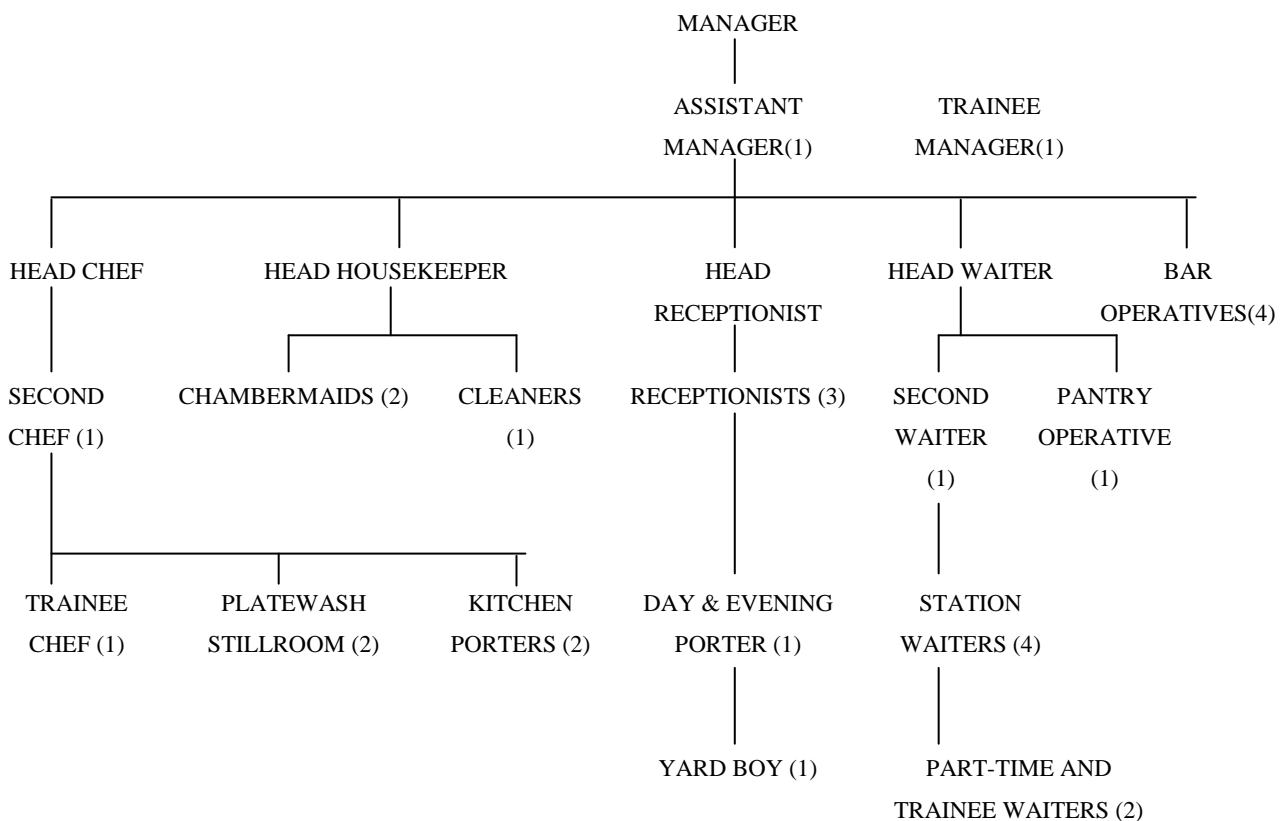 MANAGER
ASSISTANT
MANAGER(1)
TRAINEE
MANAGER(1)
HEAD CHEF
HEAD HOUSEKEEPER
HEAD
RECEPTIONIST
HEAD WAITER
BAR
OPERATIVES(4)
SECOND
CHEF (1)
CHAMBERMAIDS (2)
CLEANERS
(1)
RECEPTIONISTS (3)
SECOND
WAITER
(1)
PANTRY
OPERATIVE
(1)
TRAINEE
CHEF (1)
PLATEWASH
STILLROOM (2)
KITCHEN
PORTERS (2)
DAY & EVENING
PORTER (1)
STATION
WAITERS (4)
YARD BOY (1)
PART-TIME AND
TRAINEE WAITERS (2)